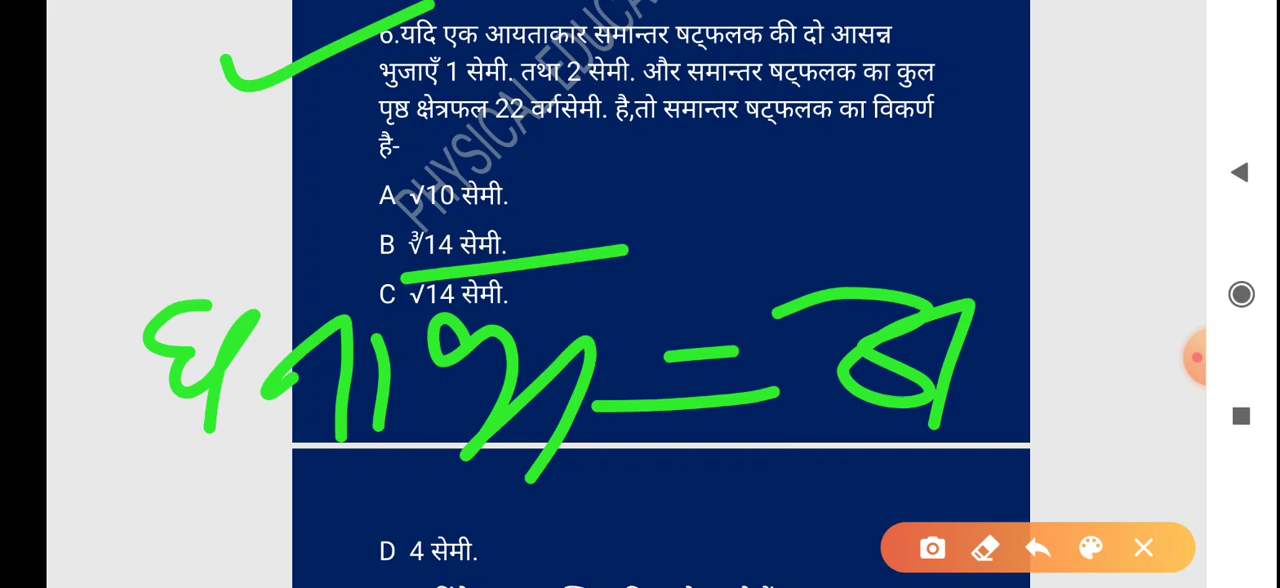 6.यदि एक आयताकार समान्तर षट्फलक की दो आसन्न
भुजाएँ 1 सेमी. तथा 2 सेमी. और समान्तर षट्फलक का कुल
पृष्ठ क्षेत्रफल 22 वर्गसेमी. है,तो समान्तर षट्फलक का विकर्ण
है-
A √10 सेमी.
B ∛14 सेमी.
C √14 सेमी.
घनाभ =
D 4 सेमी.